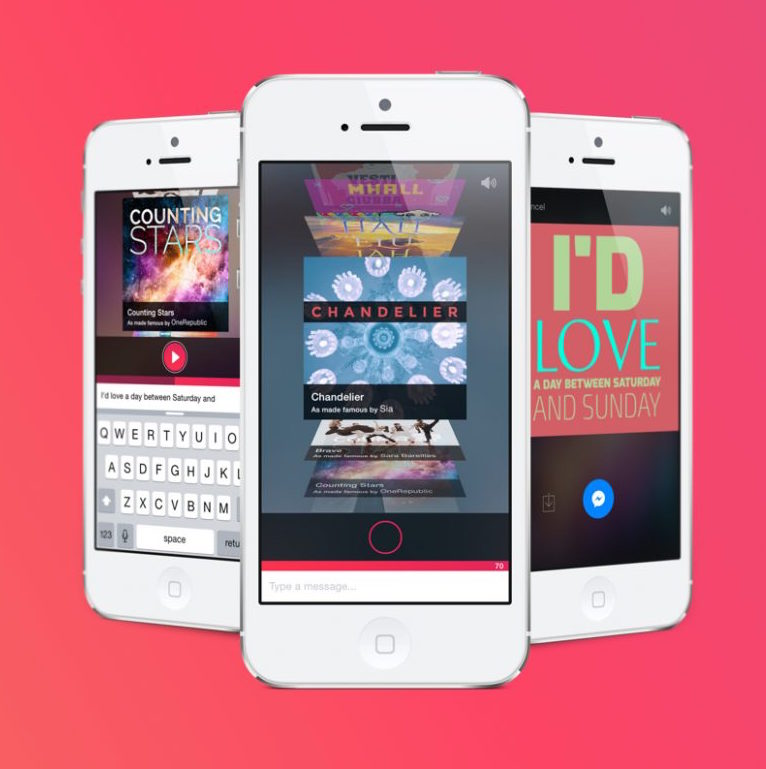 COUNTING
STARS
Counting Stars
As made famous by OneRepublic
I'd love a day between Saturday and
Q W E R T Y U I O
A S D F G H J K L
Z X C V B N M
123 space retu
MHALL
GIUBBA
CHANDELIER
Chandelier
As made famous by Sia
Brave
As made famous by Sara Bareilles
Counting Stars
As made famous by OneRepublic
70
Type a message...
ncel
I'D
LOVE
A DAY BETWEEN SATURDAY
AND SUNDAY